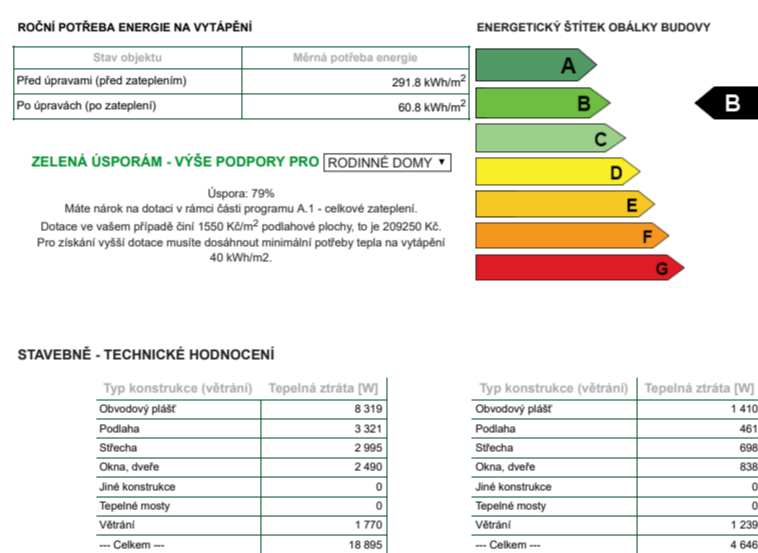 ROČNÍ POTŘEBA ENERGIE NA VYTÁPĚNÍ
Stav objektu Měrná potřeba energie
Před úpravami (před zateplením) 291.8 kWh/m2
Po úpravách (po zateplení) 60.8 kWh/m2
ZELENÁ ÚSPORÁM - VÝŠE PODPORY PRO RODINNÉ DOMY ▼
Úspora: 79%
Máte nárok na dotaci v rámci části programu A.1 - celkové zateplení.
Dotace ve vašem případě činí 1550 Kč/m2 podlahové plochy, to je 209250 Kč.
Pro získání vyšší dotace musíte dosáhnout minimální potřeby tepla na vytápění
40 kWh/m2.
ENERGETICKÝ ŠTÍTEK OBÁLKY BUDOVY
A
B
B
C
D
E
F
G
STAVEBNĚ - TECHNICKÉ HODNOCENÍ
Typ konstrukce (větrání) Tepelná ztráta [W]
Obvodový plášť 8 319
Podlaha 3 321
Střecha 2 995
Okna, dveře 2 490
Jiné konstrukce 0
Tepelné mosty 0
Větrání 1 770
--- Celkem --- 18 895
Typ konstrukce (větrání) Tepelná ztráta [W]
Obvodový plášť 1 410
Podlaha 461
Střecha 698
Okna, dveře 838
Jiné konstrukce 0
Tepelné mosty 0
Větrání 1 239
--- Celkem --- 4 646